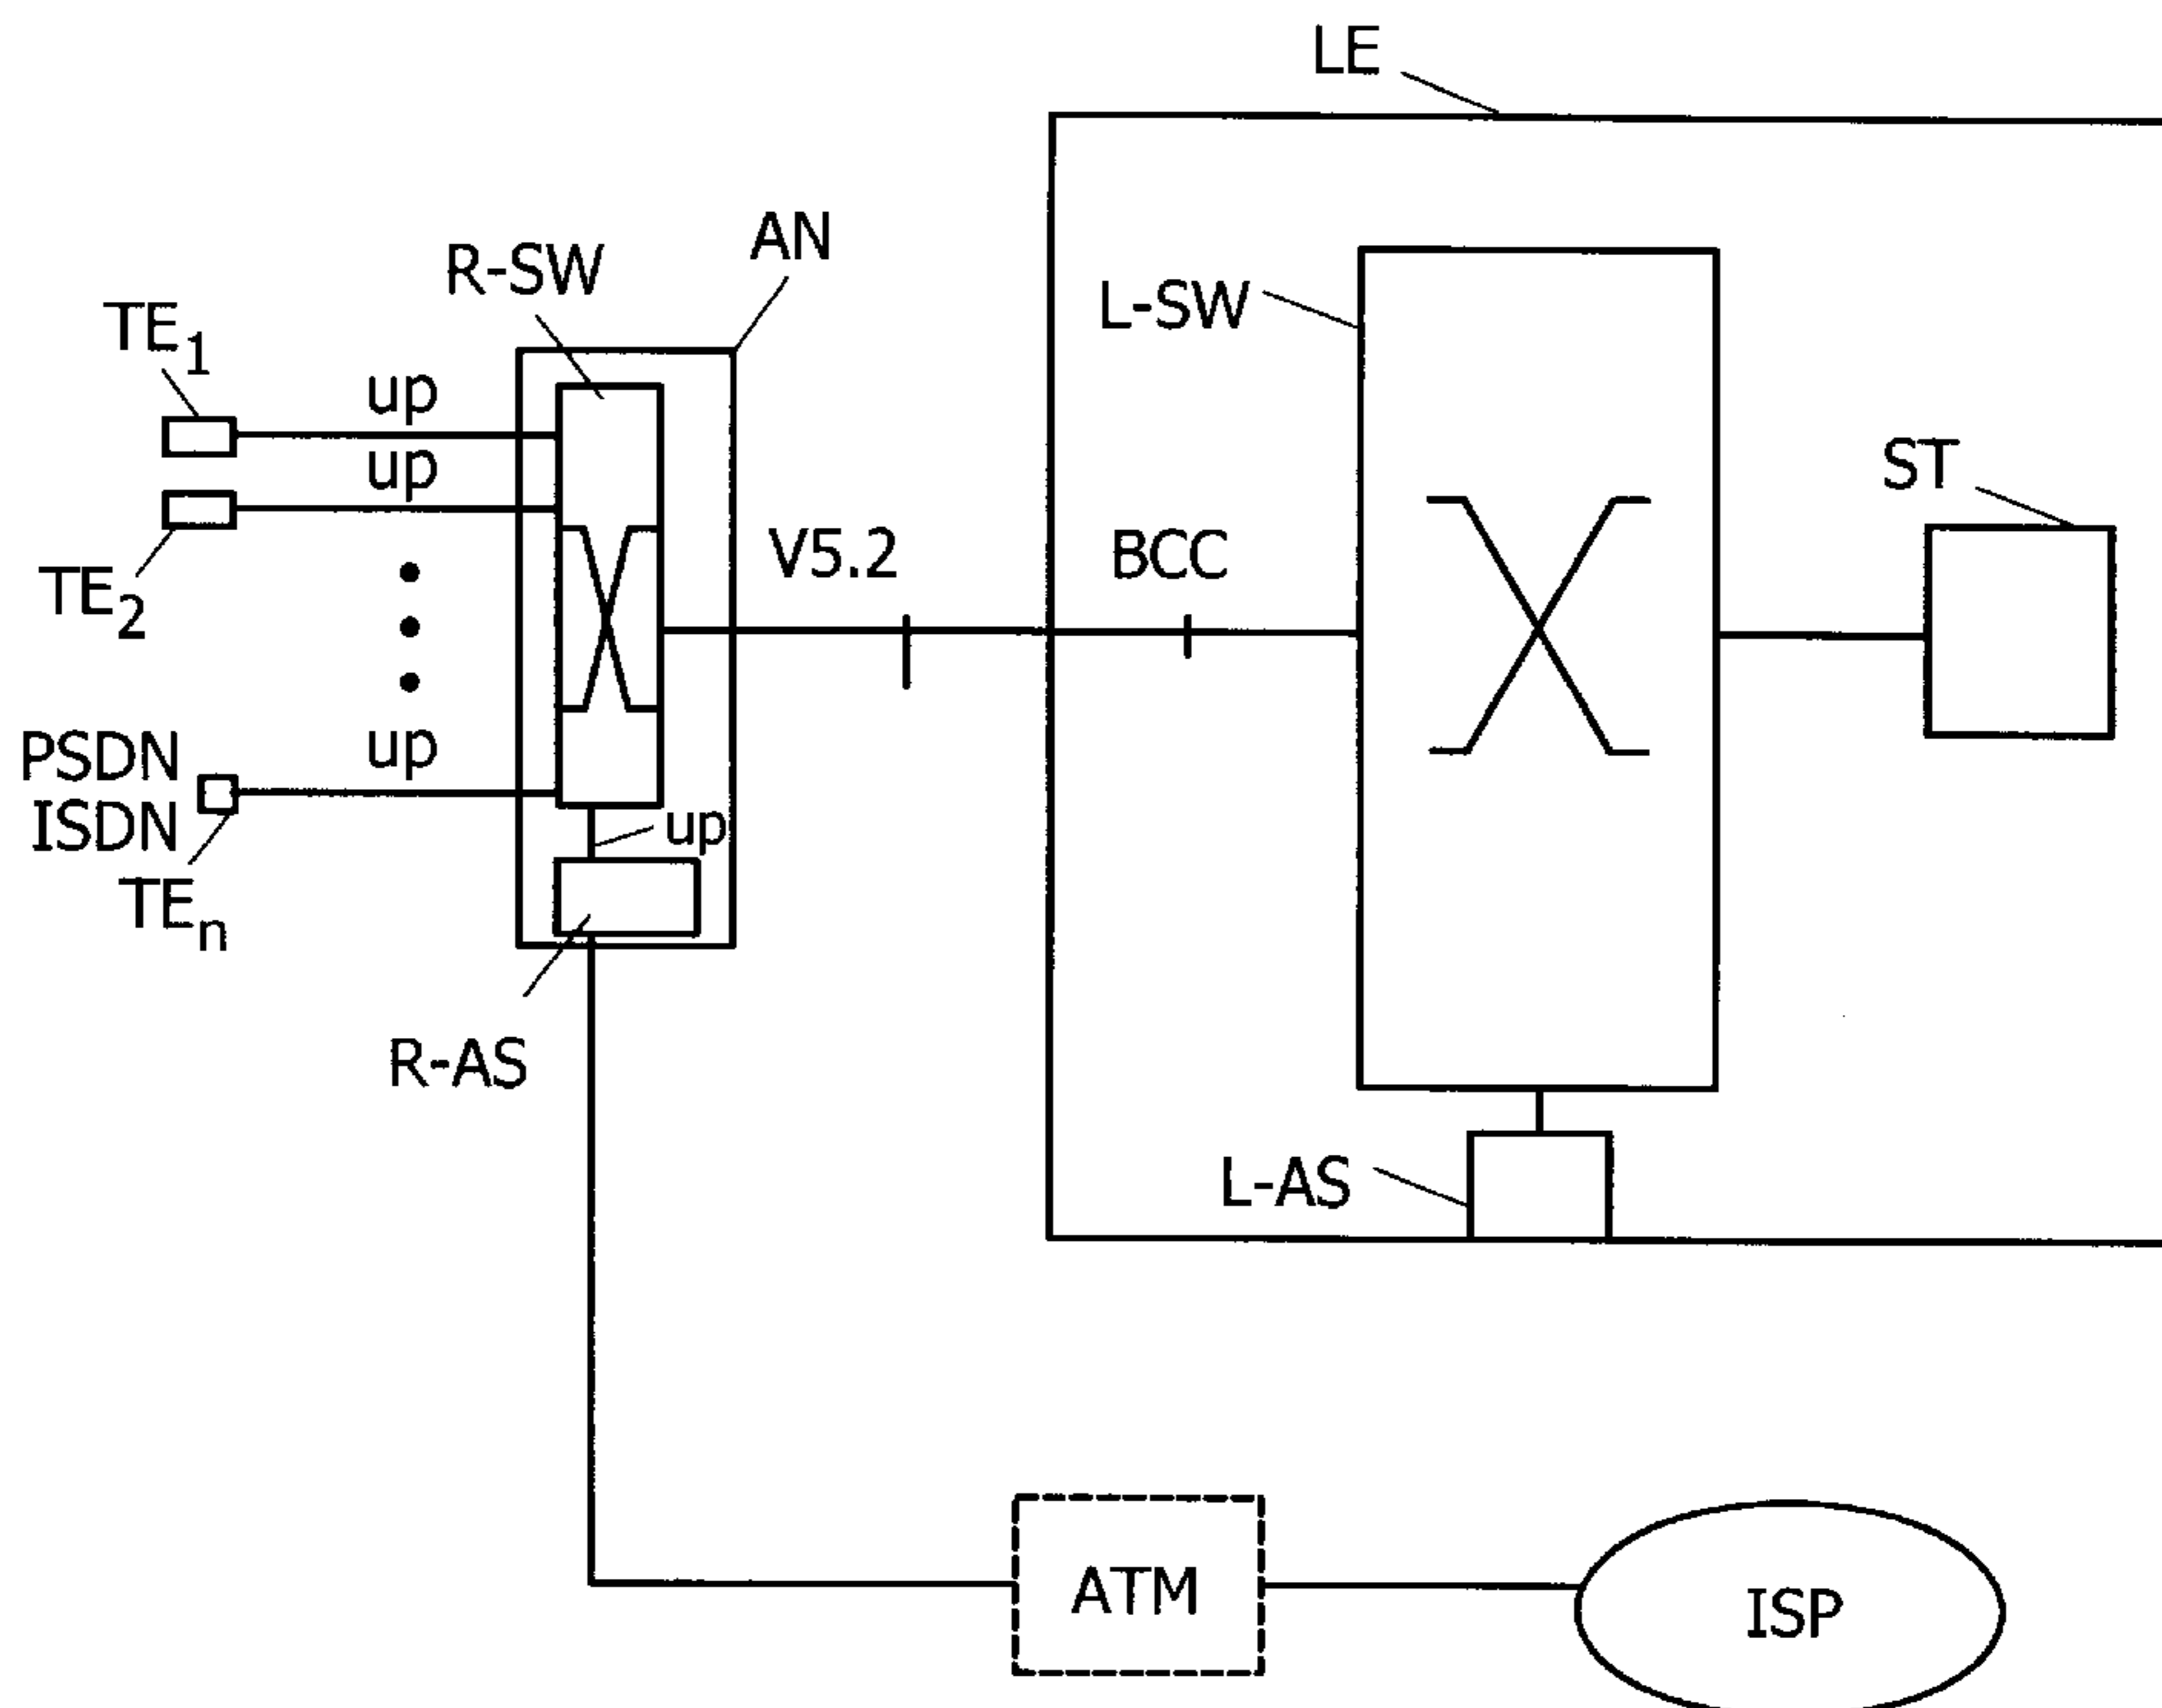 LE
AN
R-SW
L-SW
TE1
up
up
ST
V5.2
BCC
TE2
PSDN
ISDN
up
up
TEn
R-AS
L-AS
ATM
ISP